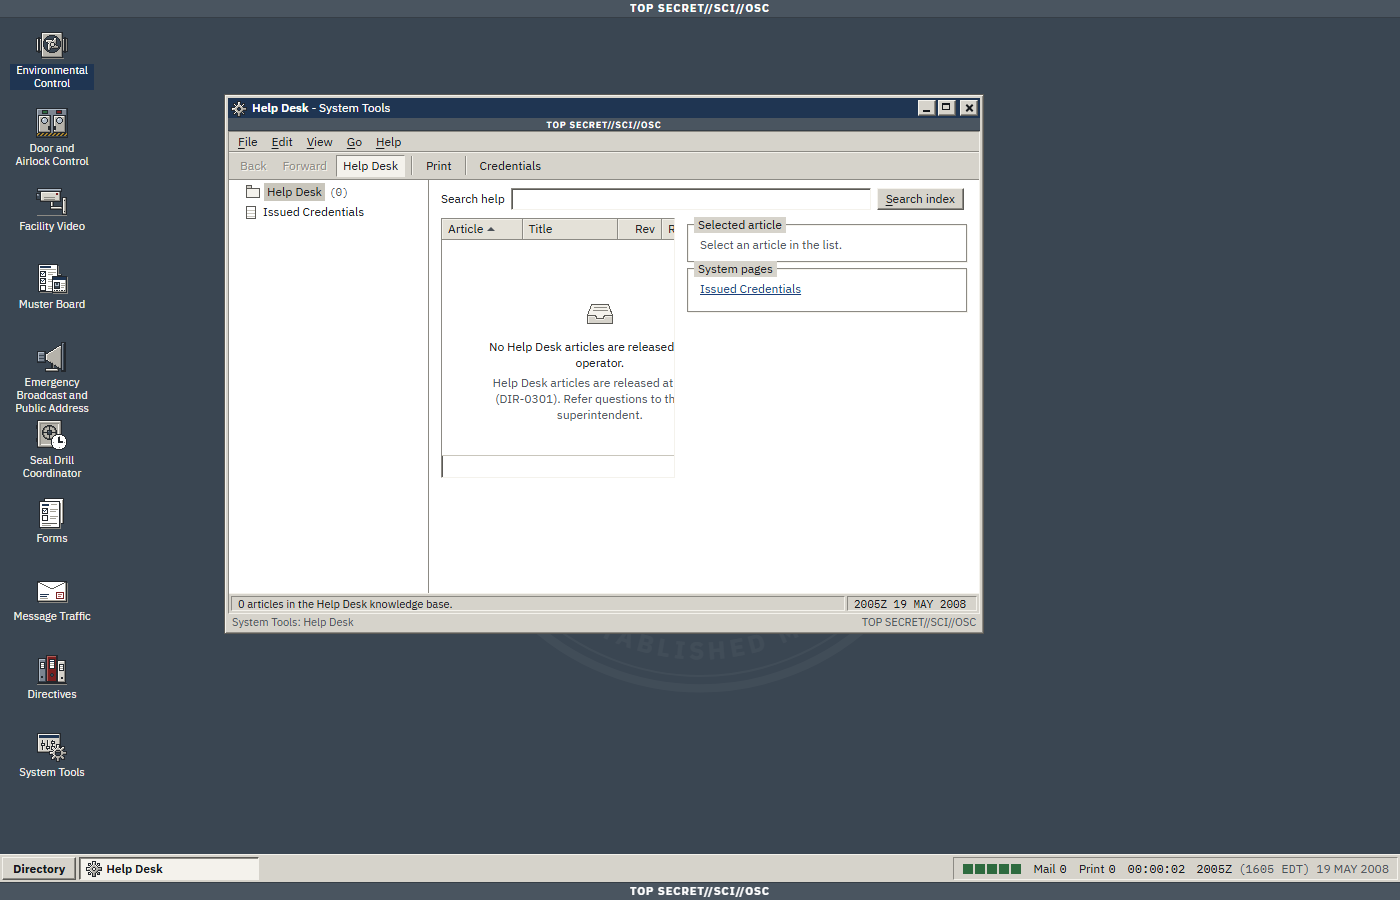 TOP SECRET//SCI//OSC
Environmental
Control
Door and
Airlock Control
Facility Video
Muster Board
Emergency
Broadcast and
Public Address
Seal Drill
Coordinator
Forms
Message Traffic
Directives
System Tools
Help Desk - System Tools
TOP SECRET//SCI//OSC
File Edit View Go Help
Back Forward Help Desk Print Credentials
Help Desk (0)
Issued Credentials
Search help Search index
Article Title Rev R
No Help Desk articles are released
operator.
Help Desk articles are released at
(DIR-0301). Refer questions to th
superintendent.
Selected article
Select an article in the list.
System pages
Issued Credentials
0 articles in the Help Desk knowledge base. 2005Z 19 MAY 2008
System Tools: Help Desk TOP SECRET//SCI//OSC
Directory Help Desk Mail 0 Print 0 00:00:02 2005Z (1605 EDT) 19 MAY 2008
TOP SECRET//SCI//OSC